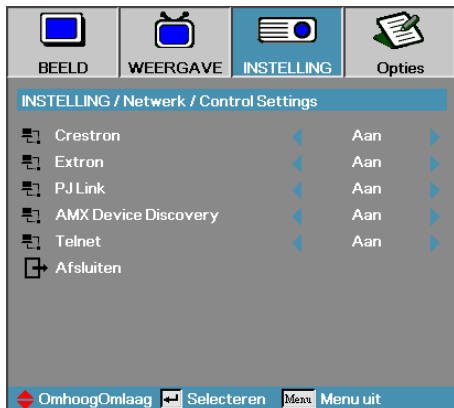 BEELD WEERGAVE INSTELLING Opties
INSTELLING / Netwerk / Control Settings
Crestron Aan
Extron Aan
PJ Link Aan
AMX Device Discovery Aan
Telnet Aan
Afsluiten
OmhoogOmlaag Selecteren Menu Menu uit